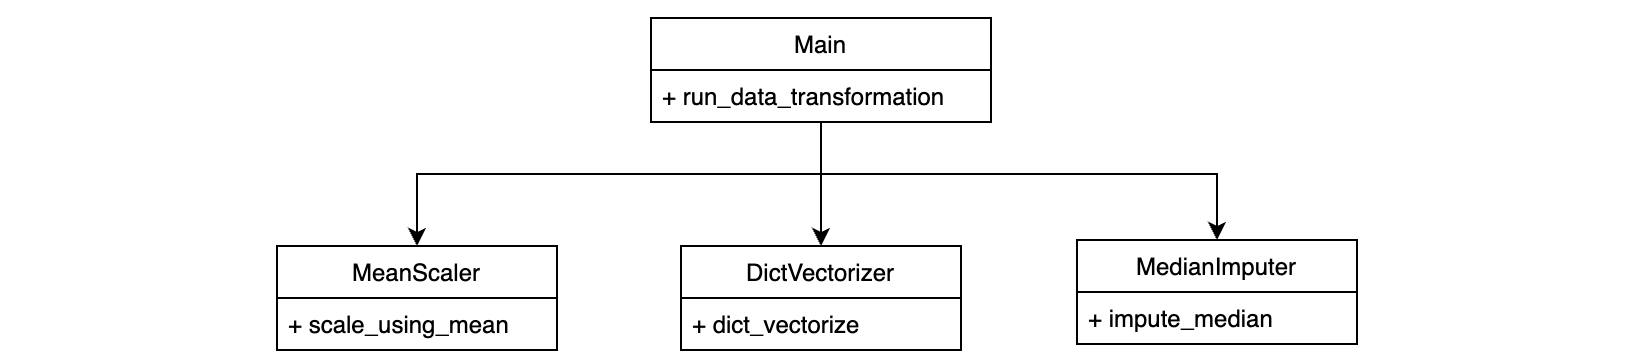 Main
+ run_data_transformation
MeanScaler
+ scale_using_mean
DictVectorizer
+ dict_vectorize
MedianImputer
+ impute_median